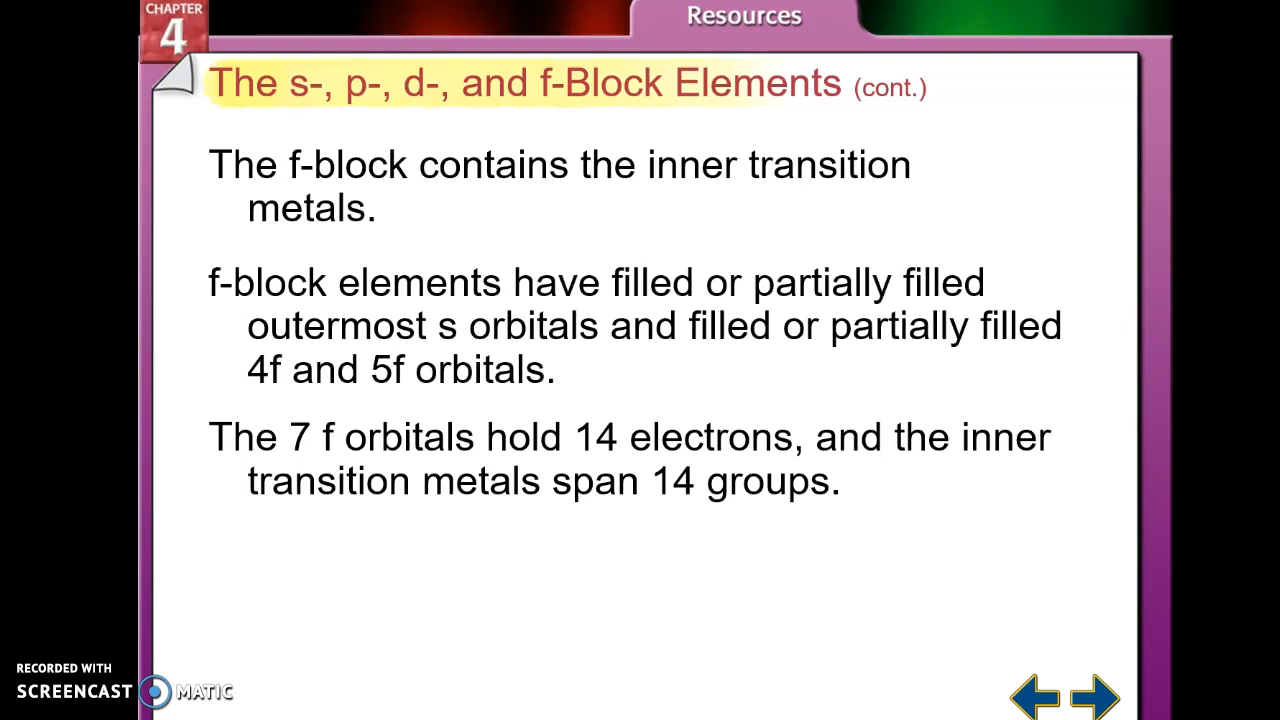 CHAPTER
4
Resources
The s-, p-, d-, and f-Block Elements (cont.)
The f-block contains the inner transition
metals.
f-block elements have filled or partially filled
outermost s orbitals and filled or partially filled
4f and 5f orbitals.
The 7 f orbitals hold 14 electrons, and the inner
transition metals span 14 groups.
RECORDED WITH
SCREENCAST MATIC